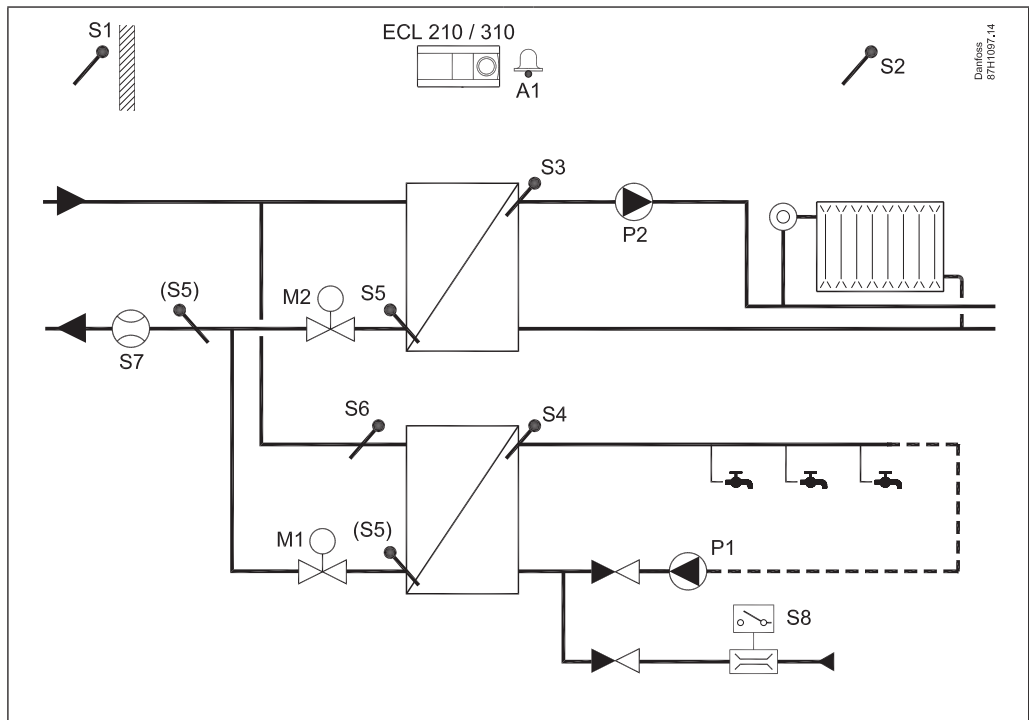 S1
ECL 210 / 310
A1
S2
Danfoss
87H1097.14
S3
P2
(S5)
M2
S5
S7
S6
S4
M1
(S5)
P1
S8